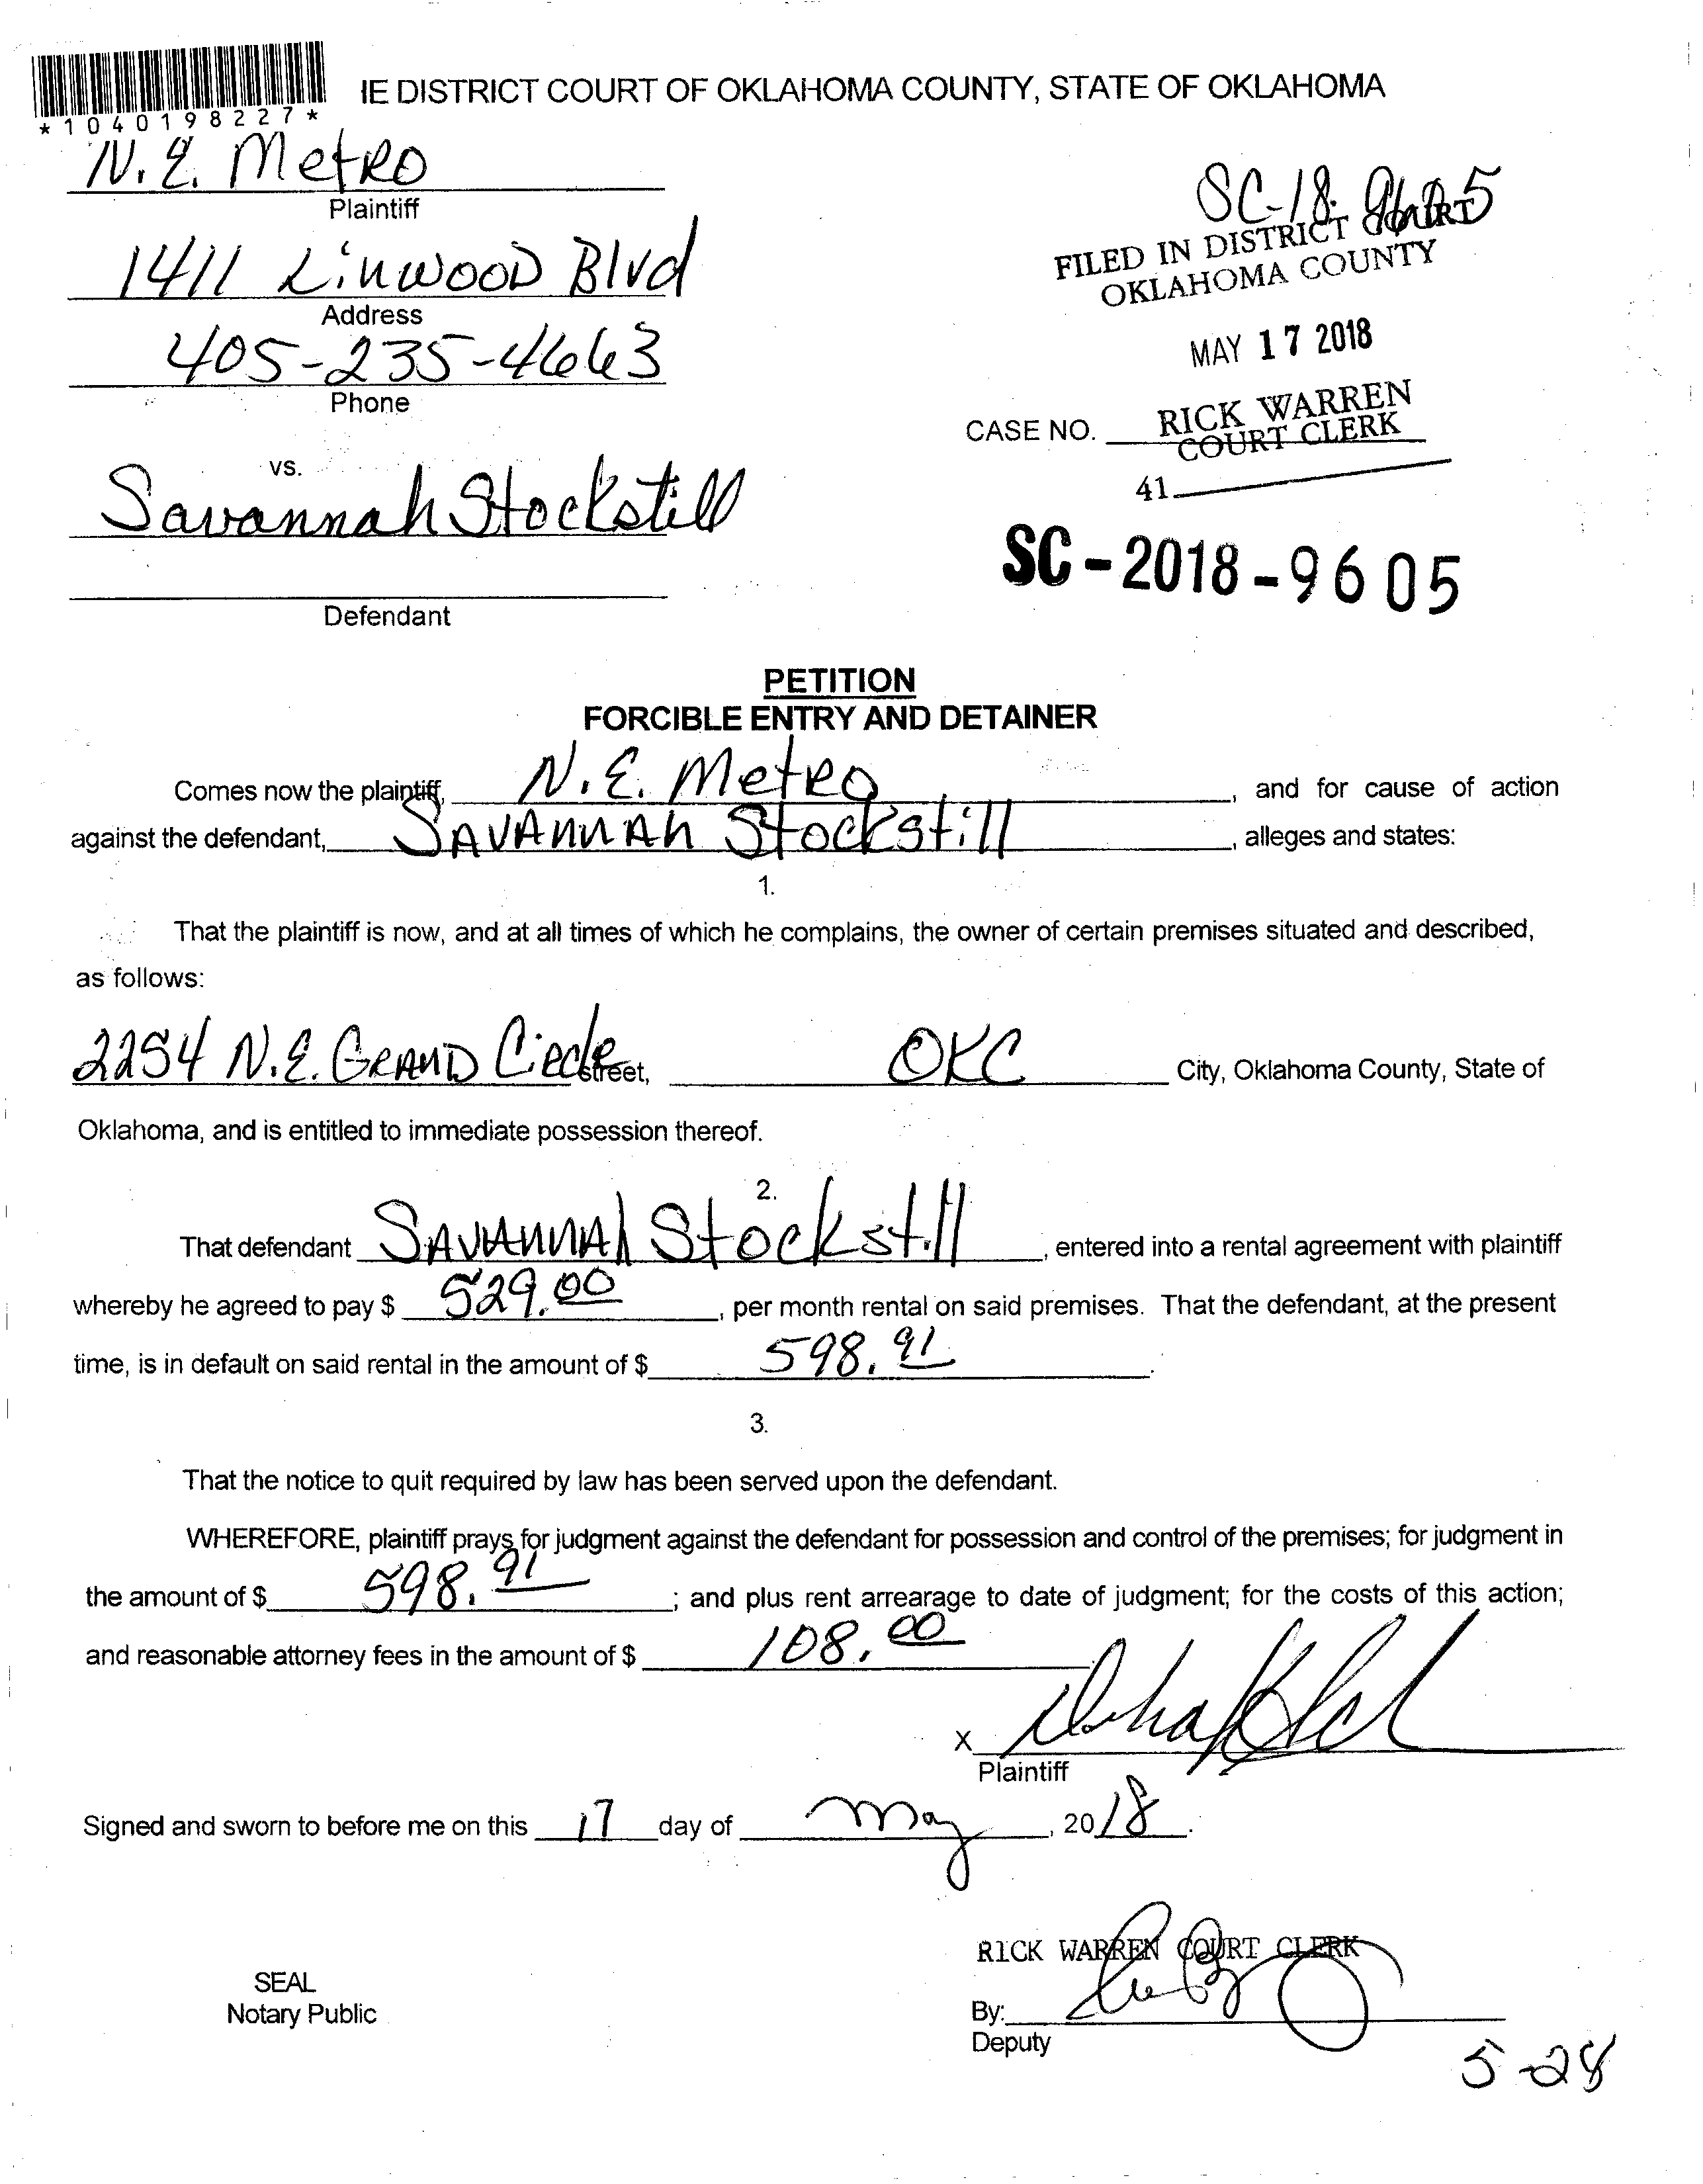 IE DISTRICT COURT OF OKLAHOMA COUNTY, STATE OF OKLAHOMA
*1040198227*
N.E. Metro
Plaintiff
SC-18-9605
1411 Linwood Blvd
Address
FILED IN DISTRICT COURT
OKLAHOMA COUNTY
405-235-4663
Phone
MAY 17 2018
CASE NO.
RICK WARREN
COURT CLERK
41
vs.
Savannah Stockstill
SC-2018-9605
Defendant
PETITION
FORCIBLE ENTRY AND DETAINER
Comes now the plaintiff, N.E. Metro, and for cause of action
against the defendant, SAVANNAh Stockstill, alleges and states:
1.
That the plaintiff is now, and at all times of which he complains, the owner of certain premises situated and described,
as follows:
2254 N.E. GRAND Circle street, OKC City, Oklahoma County, State of
Oklahoma, and is entitled to immediate possession thereof.
2.
That defendant SAVANNAh Stockstill, entered into a rental agreement with plaintiff
whereby he agreed to pay $ 529.00, per month rental on said premises. That the defendant, at the present
time, is in default on said rental in the amount of $ 598.91.
3.
That the notice to quit required by law has been served upon the defendant.
WHEREFORE, plaintiff prays for judgment against the defendant for possession and control of the premises; for judgment in
the amount of $ 598.91; and plus rent arrearage to date of judgment; for the costs of this action;
and reasonable attorney fees in the amount of $ 108.00.
X
Plaintiff
Signed and sworn to before me on this 17 day of May, 2018.
RICK WARREN COURT CLERK
SEAL
Notary Public
By:
Deputy
5-28